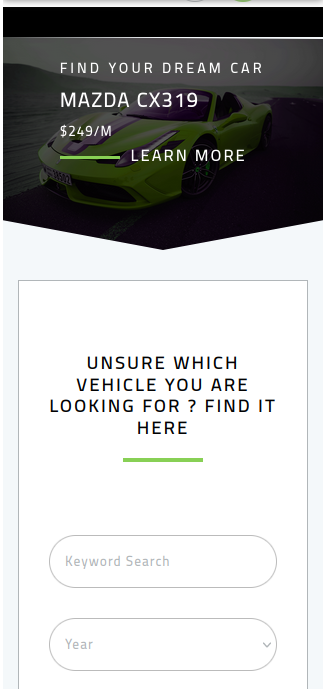 FIND YOUR DREAM CAR
MAZDA CX319
$249/M
LEARN MORE
UNSURE WHICH
VEHICLE YOU ARE
LOOKING FOR ? FIND IT
HERE
Keyword Search
Year